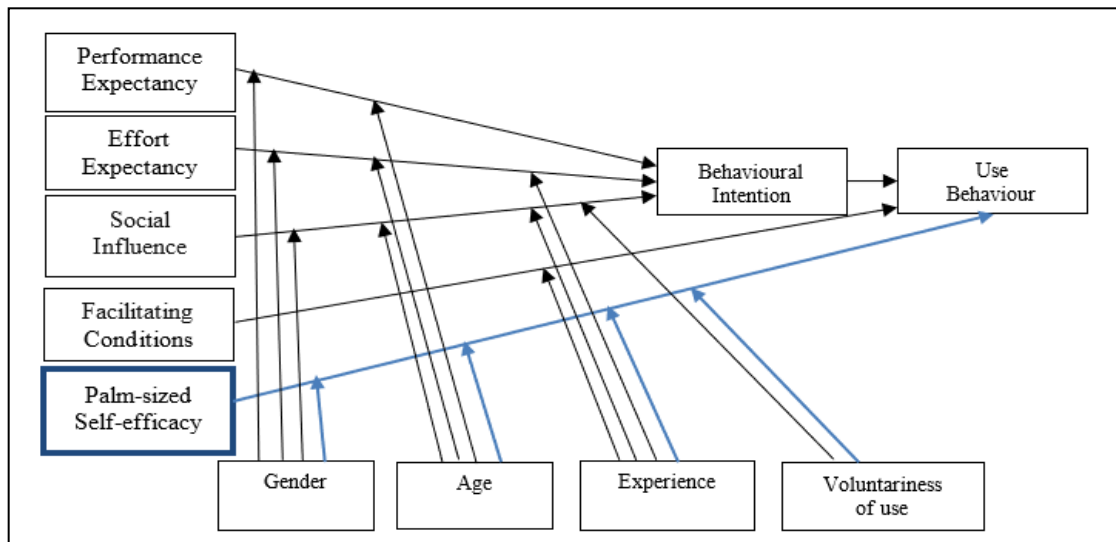 Performance
Expectancy
Effort
Expectancy
Social
Influence
Facilitating
Conditions
Palm-sized
Self-efficacy
Behavioural
Intention
Use
Behaviour
Gender
Age
Experience
Voluntariness
of use